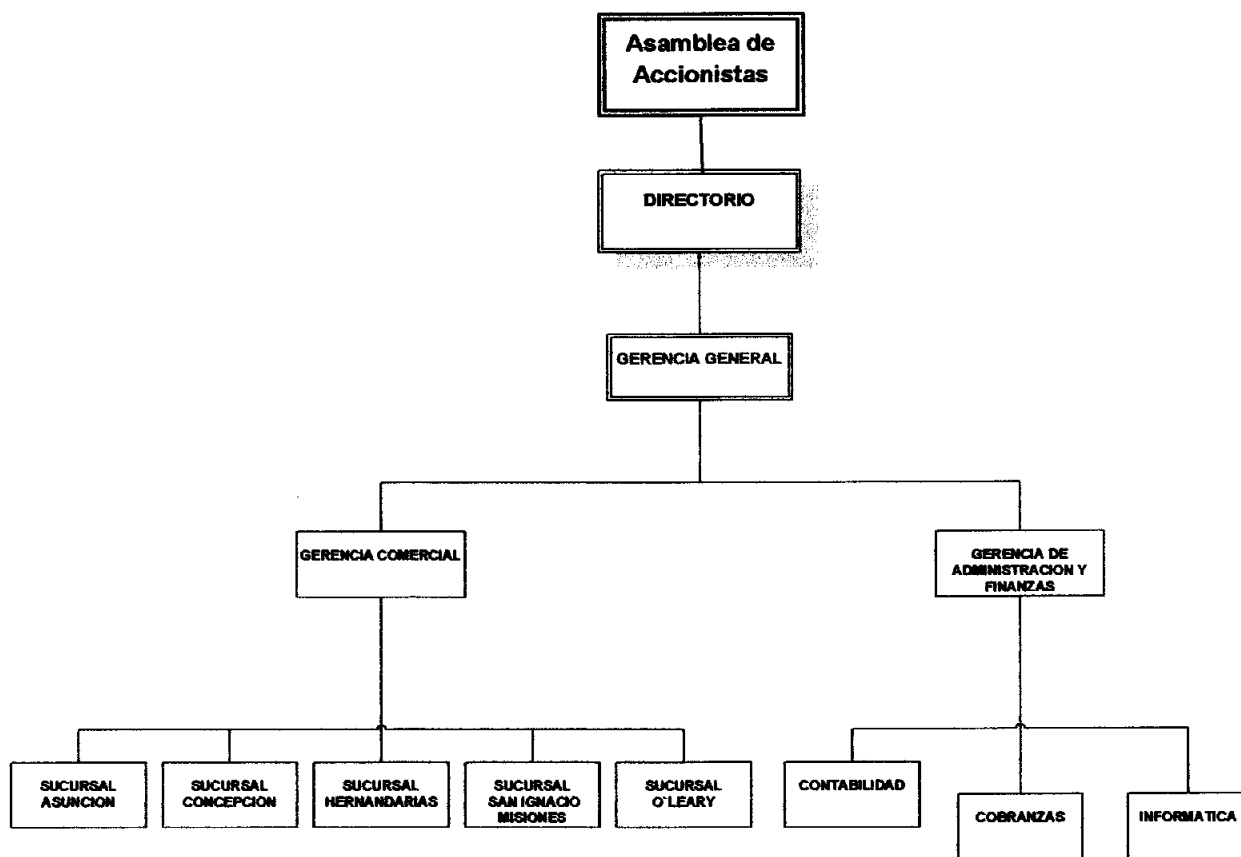 Asamblea de
Accionistas
DIRECTORIO
GERENCIA GENERAL
GERENCIA COMERCIAL
GERENCIA DE
ADMINISTRACION Y
FINANZAS
SUCURSAL
ASUNCION
SUCURSAL
CONCEPCION
SUCURSAL
HERNANDARIAS
SUCURSAL
SAN IGNACIO
MISIONES
SUCURSAL
O`LEARY
CONTABILIDAD
COBRANZAS
INFORMATICA